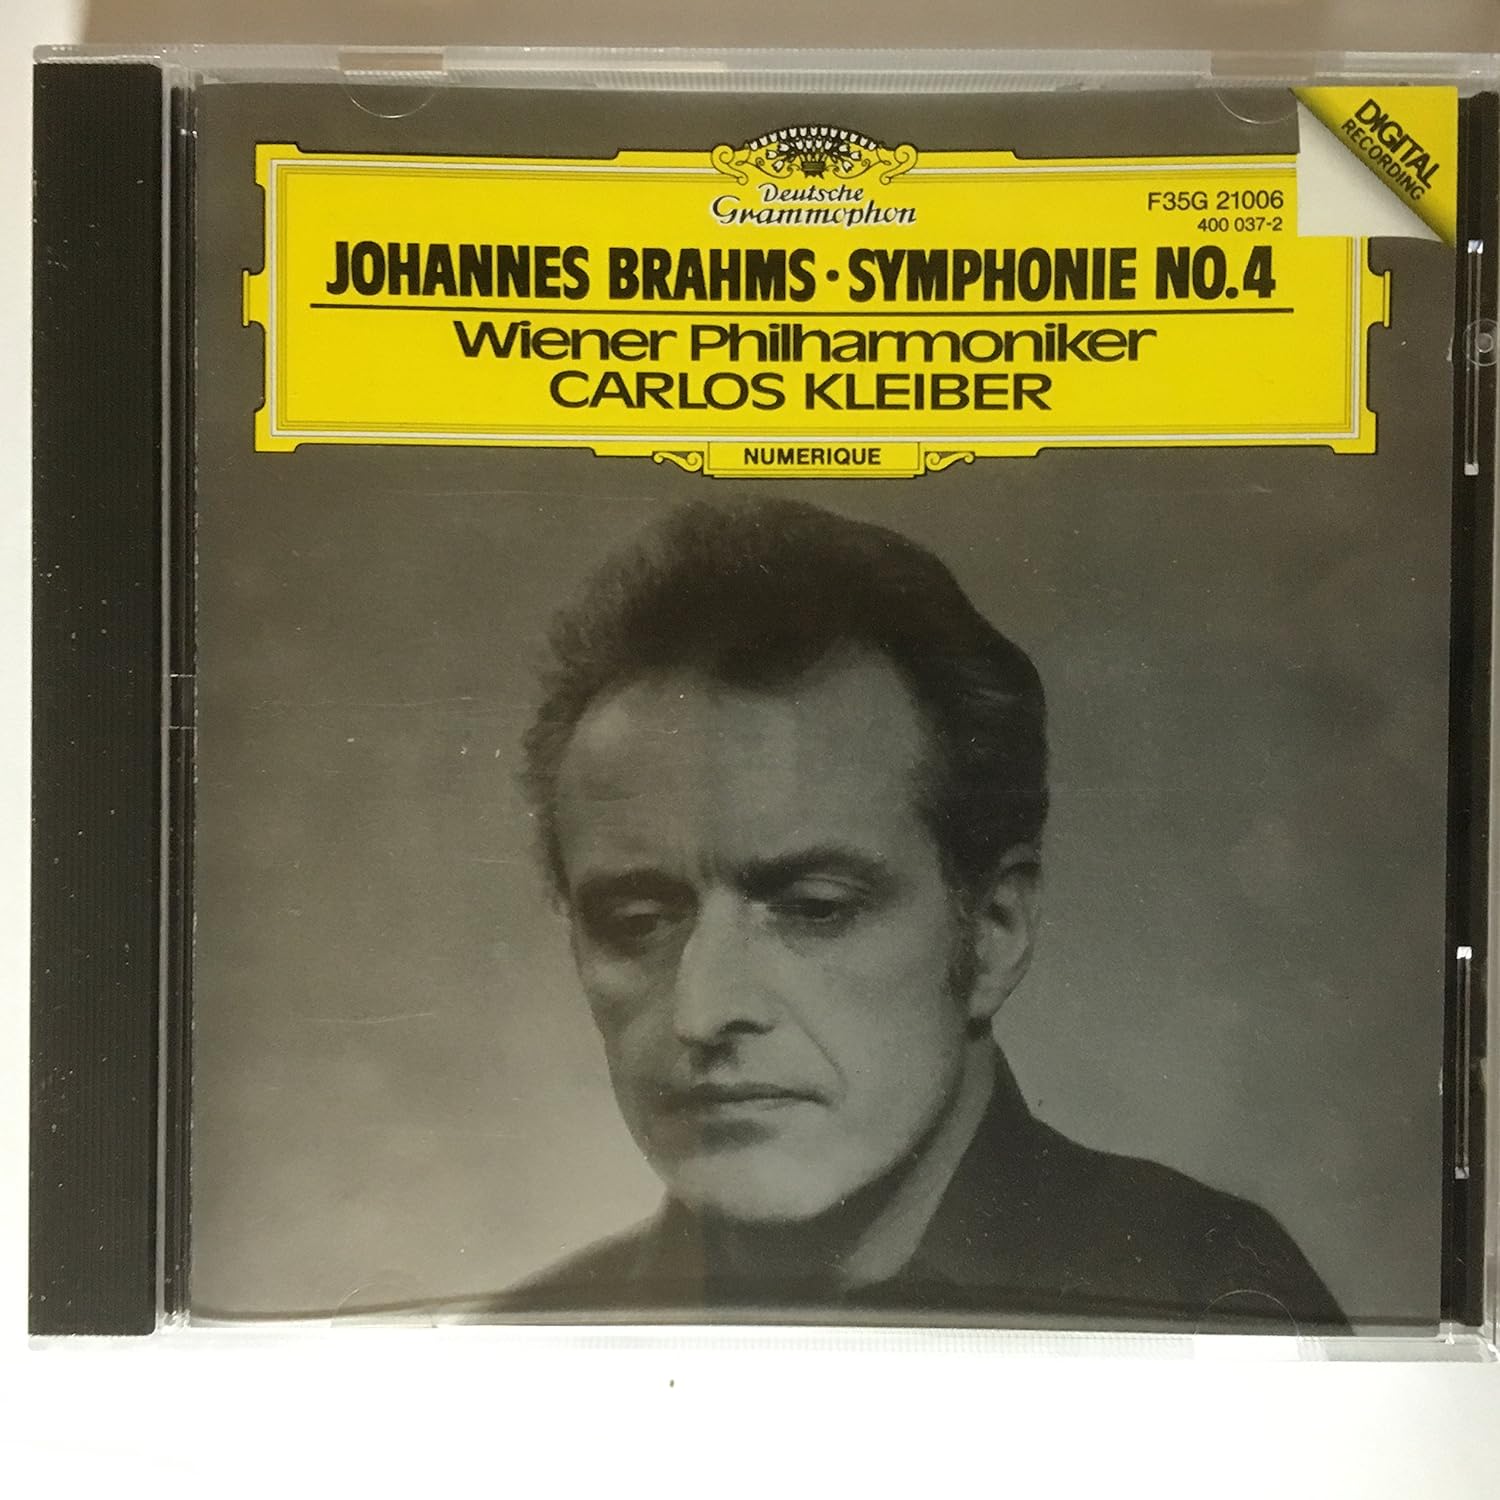 DIGITAL
RECORDING
Deutsche
Grammophon
F35G 21006
400 037-2
JOHANNES BRAHMS · SYMPHONIE NO.4
Wiener Philharmoniker
CARLOS KLEIBER
NUMERIQUE